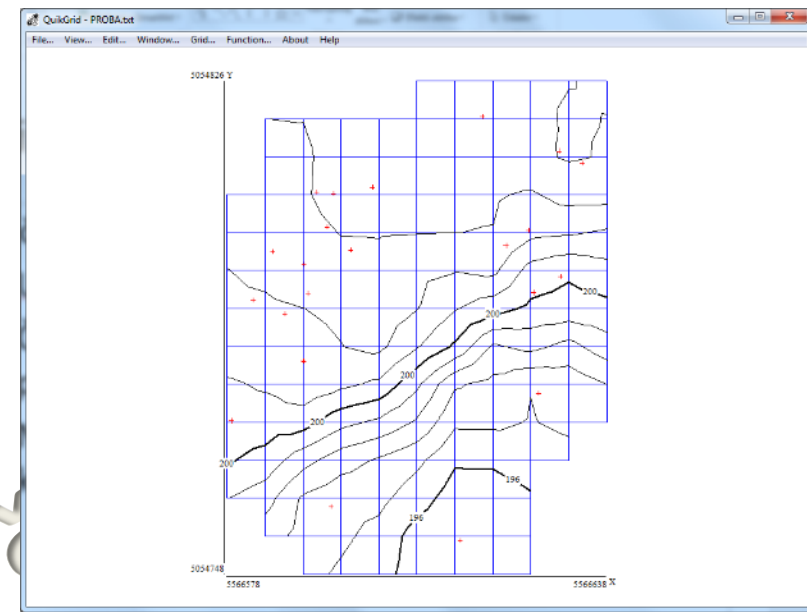 QuikGrid - PROBA.txt
File... View... Edit... Window... Grid... Function... About Help
5054826 Y
200
200
200
200
200
196
196
5054748
5566578
5566638 X